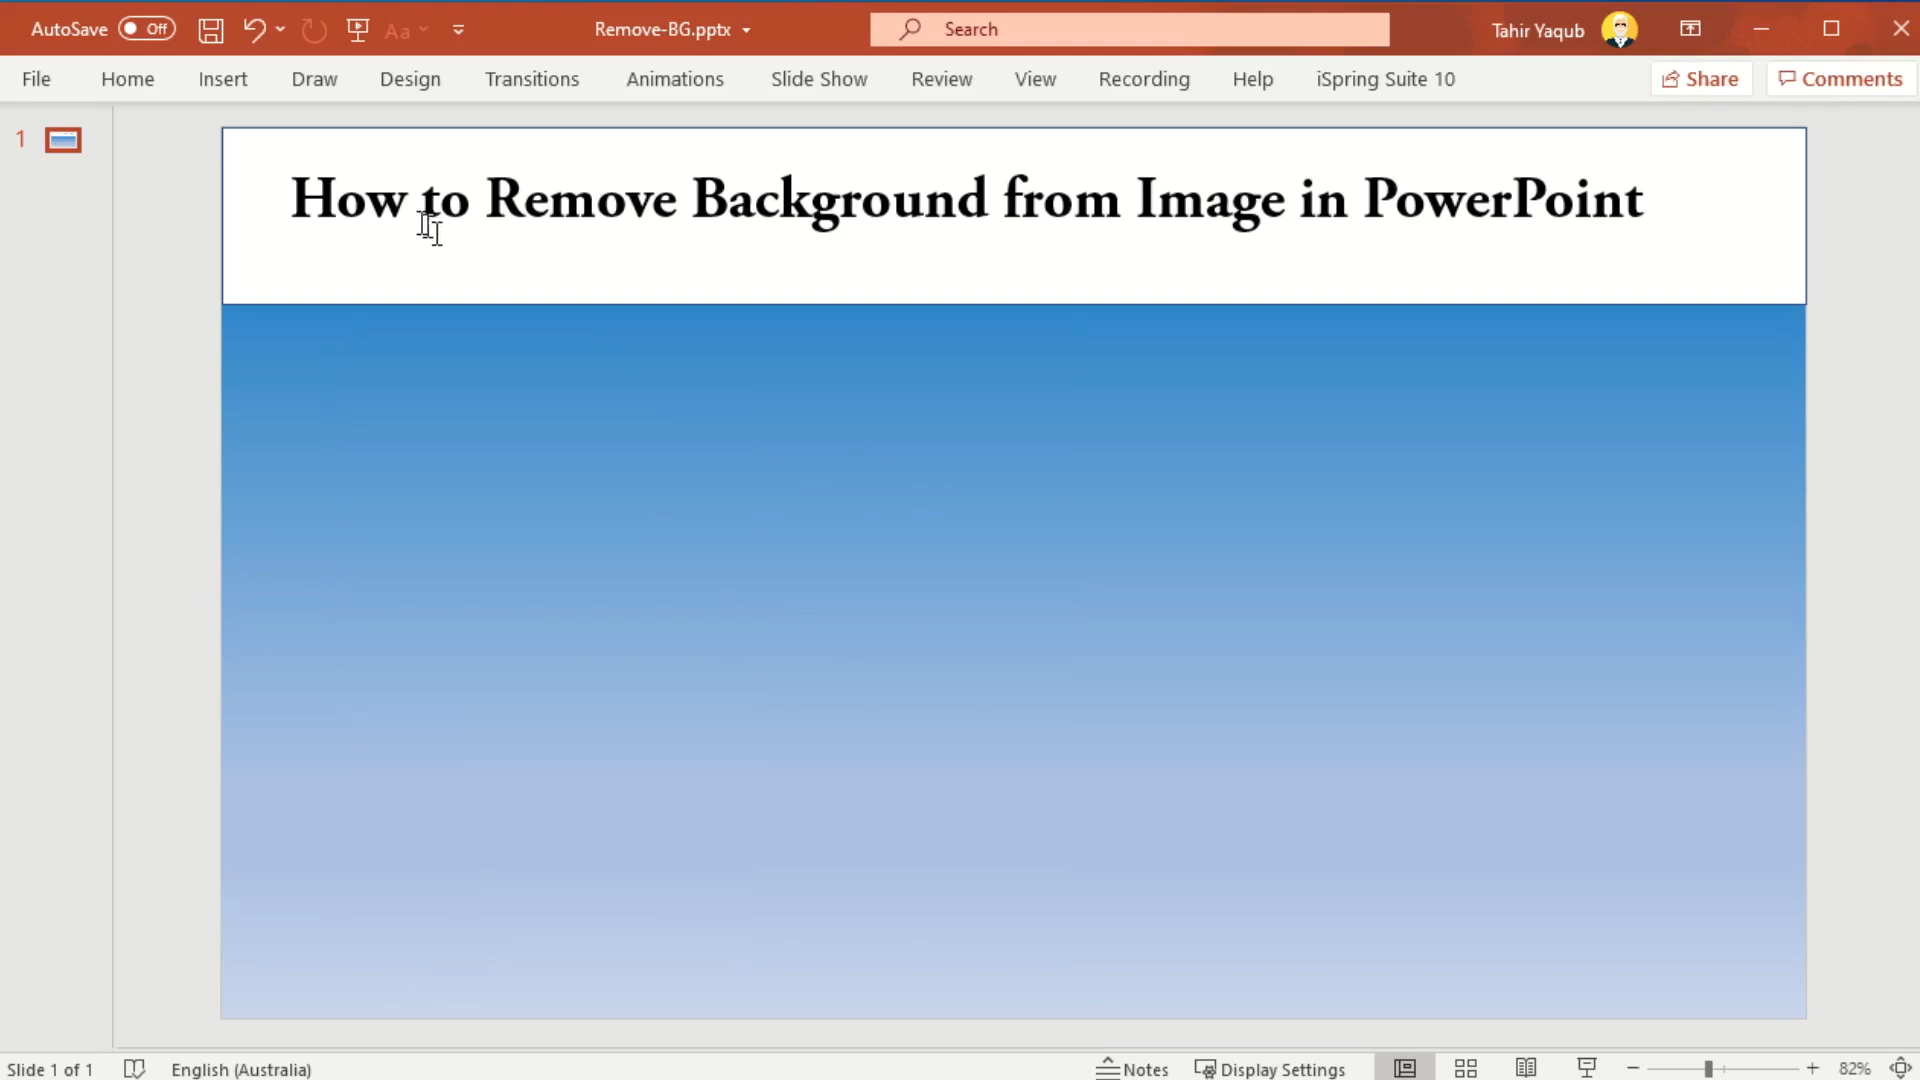 AutoSave Off Aa Remove-BG.pptx Search Tahir Yaqub
File Home Insert Draw Design Transitions Animations Slide Show Review View Recording Help iSpring Suite 10 Share Comments
1
How to Remove Background from Image in PowerPoint
Slide 1 of 1 English (Australia) Notes Display Settings 82%